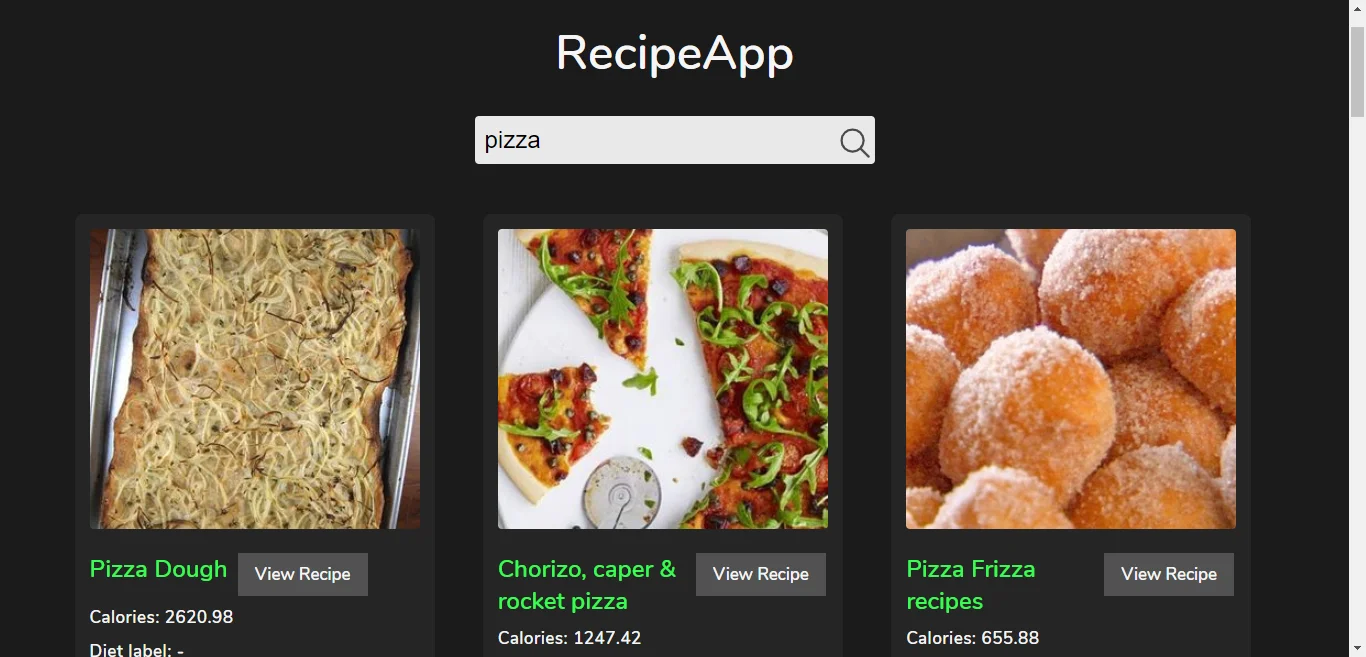 RecipeApp
pizza
Pizza Dough
View Recipe
Calories: 2620.98
Diet label: -
Chorizo, caper &
rocket pizza
View Recipe
Calories: 1247.42
Pizza Frizza
recipes
View Recipe
Calories: 655.88